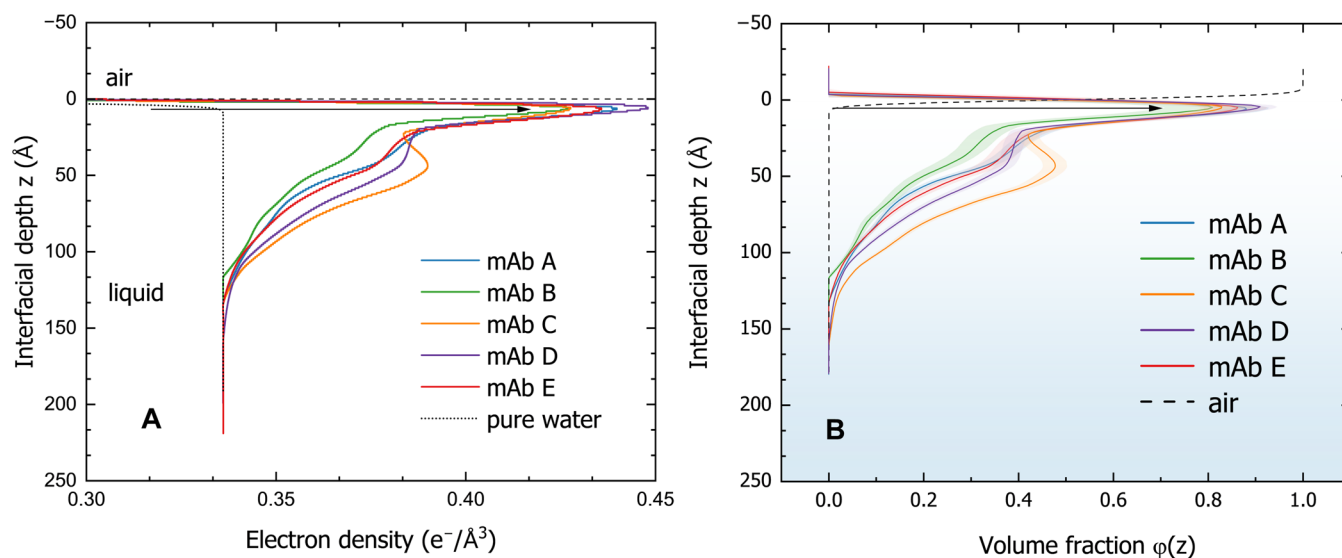 −50
0
50
100
150
200
250
Interfacial depth z (Å)
air
liquid
mAb A
mAb B
mAb C
mAb D
mAb E
pure water
A
0.30
0.35
0.40
0.45
Electron density (e⁻/Å³)
−50
0
50
100
150
200
250
Interfacial depth z (Å)
mAb A
mAb B
mAb C
mAb D
mAb E
air
B
0.0
0.2
0.4
0.6
0.8
1.0
Volume fraction φ(z)